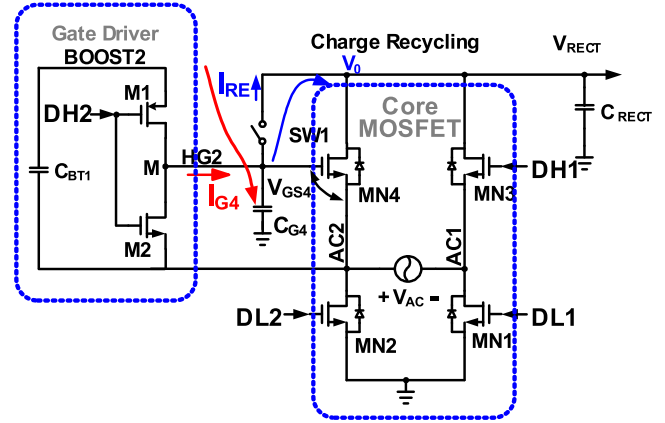 Gate Driver
BOOST2
M1
DH2
M
HG2
I_G4
C_BT1
M2
Charge Recycling
V_0
V_RECT
I_RE
SW1
Core
MOSFET
C_RECT
DH1
MN4
MN3
V_GS4
C_G4
AC2
AC1
+ V_AC -
DL2
DL1
MN2
MN1